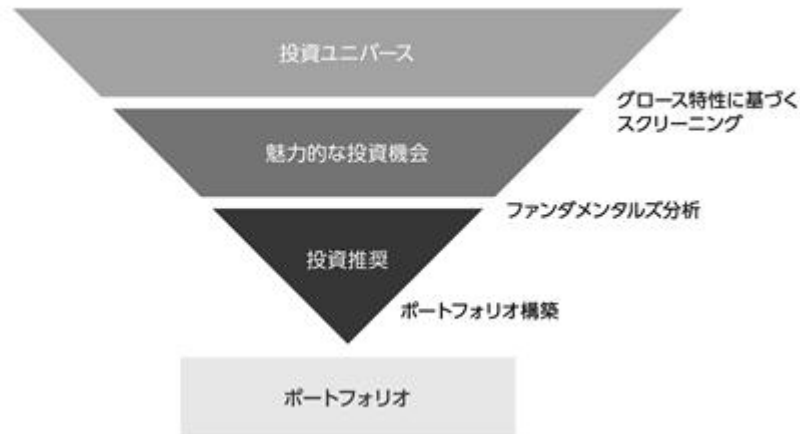 投資ユニバース
グロース特性に基づく
スクリーニング
魅力的な投資機会
ファンダメンタルズ分析
投資推奨
ポートフォリオ構築
ポートフォリオ